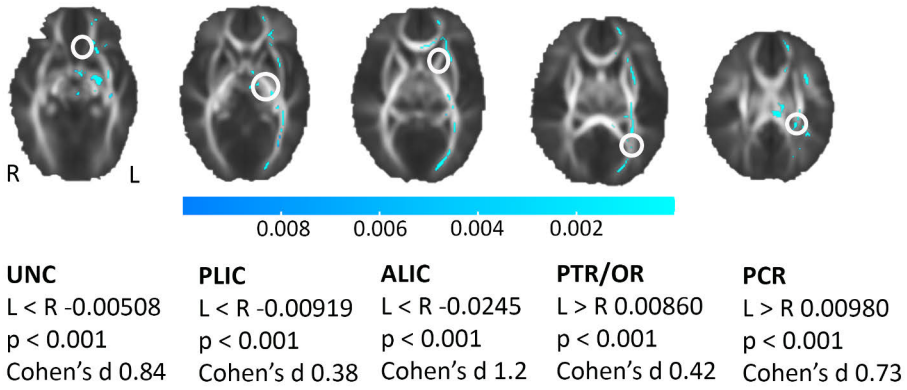 R L
0.008 0.006 0.004 0.002
UNC PLIC ALIC PTR/OR PCR
L < R -0.00508 L < R -0.00919 L < R -0.0245 L > R 0.00860 L > R 0.00980
p < 0.001 p < 0.001 p < 0.001 p < 0.001 p < 0.001
Cohen’s d 0.84 Cohen’s d 0.38 Cohen’s d 1.2 Cohen’s d 0.42 Cohen’s d 0.73